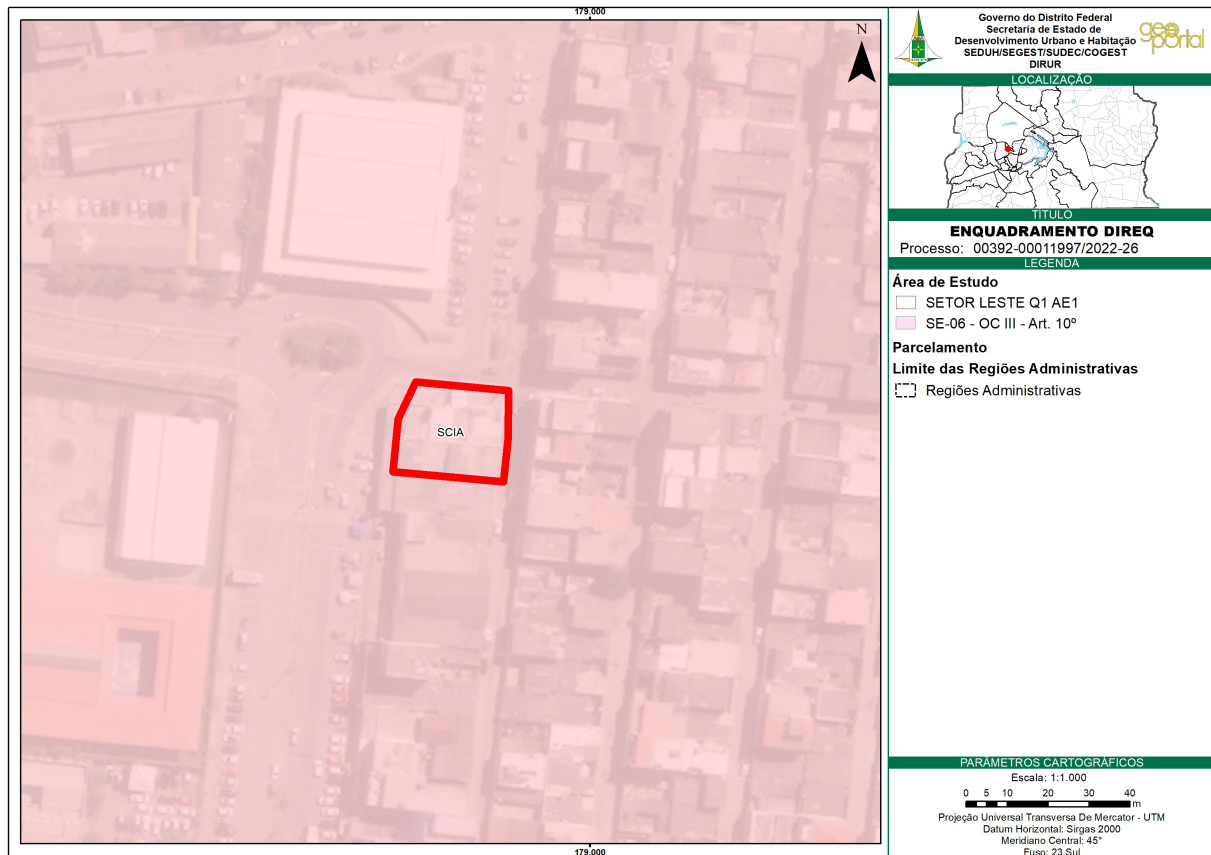 179.000
N
SCIA
179.000
Governo do Distrito Federal
Secretaria de Estado de
Desenvolvimento Urbano e Habitação
SEDUH/SEGEST/SUDEC/COGEST
DIRUR
geo
portal
LOCALIZAÇÃO
TÍTULO
ENQUADRAMENTO DIREQ
Processo: 00392-00011997/2022-26
LEGENDA
Área de Estudo
SETOR LESTE Q1 AE1
SE-06 - OC III - Art. 10º
Parcelamento
Limite das Regiões Administrativas
Regiões Administrativas
PARÂMETROS CARTOGRÁFICOS
Escala: 1:1.000
0 5 10 20 30 40
m
Projeção Universal Transversa De Mercator - UTM
Datum Horizontal: Sirgas 2000
Meridiano Central: 45°
Fuso: 23 Sul